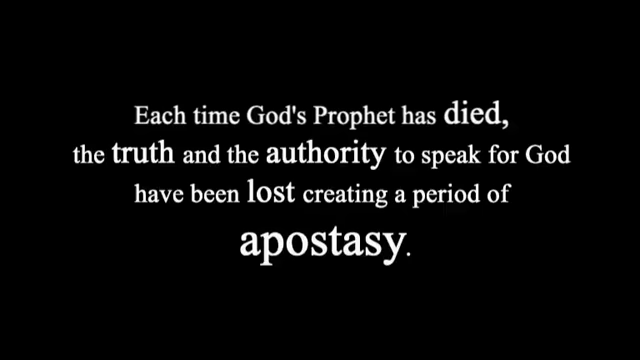 Each time God's Prophet has died,
the truth and the authority to speak for God
have been lost creating a period of
apostasy.